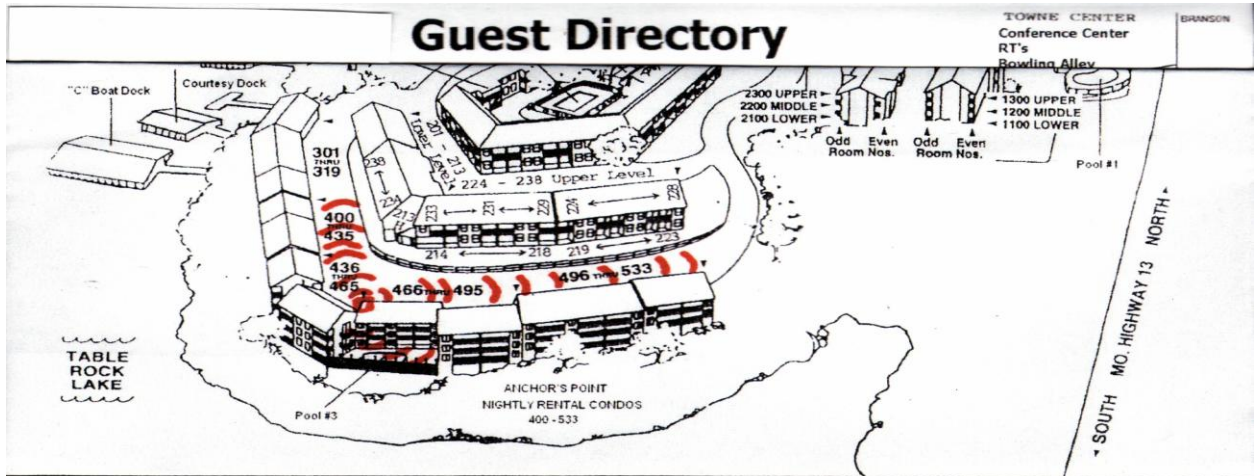 Guest Directory
TOWNE CENTER
Conference Center
RT's
Bowling Alley
BRANSON
"C" Boat Dock
Courtesy Dock
2300 UPPER
2200 MIDDLE
2100 LOWER
1300 UPPER
1200 MIDDLE
1100 LOWER
Odd
Room Nos.
Even
Odd
Room Nos.
Even
Pool #1
301
THRU
319
201 - 213
Lower Level
224 - 238 Upper Level
238
234
213
233
231
229
224
228
214
218
219
223
400
THRU
435
436
THRU
465
466 THRU 495
496 THRU 533
TABLE
ROCK
LAKE
Pool #3
ANCHOR'S POINT
NIGHTLY RENTAL CONDOS
400 - 533
SOUTH MO. HIGHWAY 13 NORTH